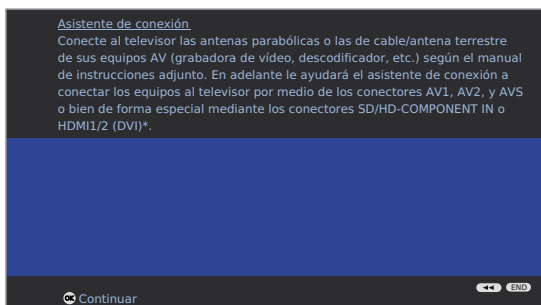 Asistente de conexión
Conecte al televisor las antenas parabólicas o las de cable/antena terrestre
de sus equipos AV (grabadora de vídeo, descodificador, etc.) según el manual
de instrucciones adjunto. En adelante le ayudará el asistente de conexión a
conectar los equipos al televisor por medio de los conectores AV1, AV2, y AVS
o bien de forma especial mediante los conectores SD/HD-COMPONENT IN o
HDMI1/2 (DVI)*.
END
OK Continuar